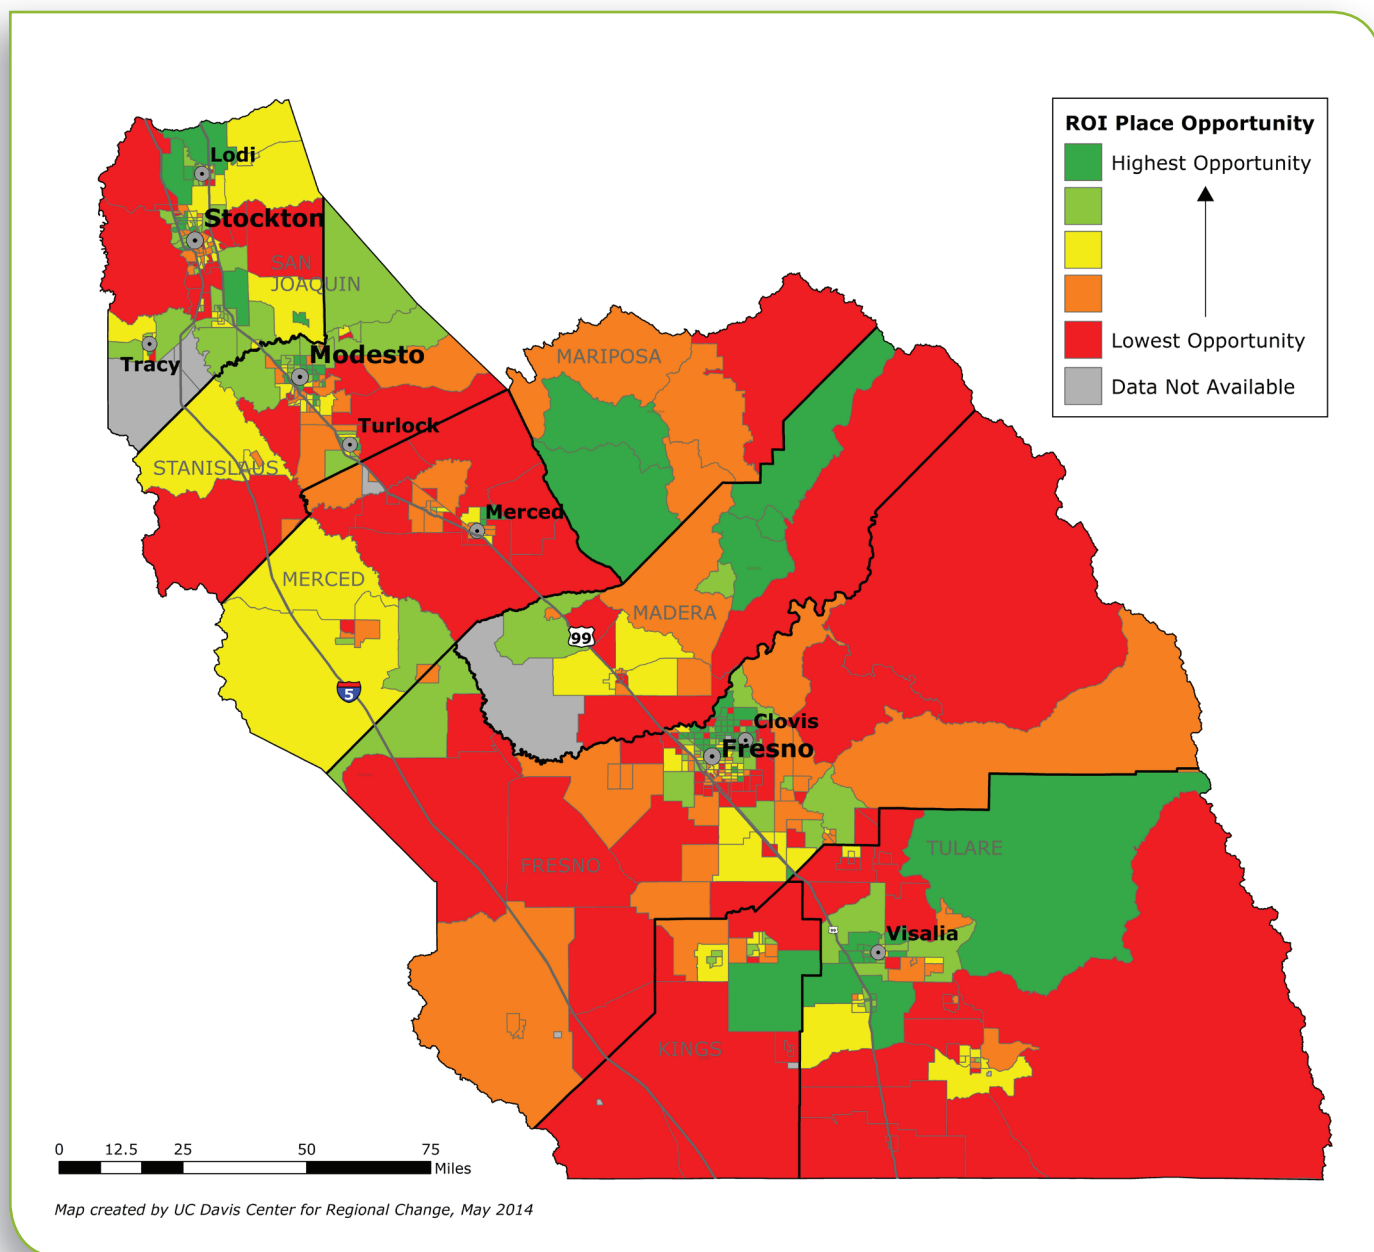 ROI Place Opportunity
Highest Opportunity
Lowest Opportunity
Data Not Available
Lodi
Stockton
SAN
JOAQUIN
Tracy
Modesto
MARIPOSA
Turlock
STANISLAUS
Merced
MERCED
MADERA
99
5
Clovis
Fresno
FRESNO
TULARE
Visalia
KINGS
0 12.5 25 50 75
Miles
Map created by UC Davis Center for Regional Change, May 2014